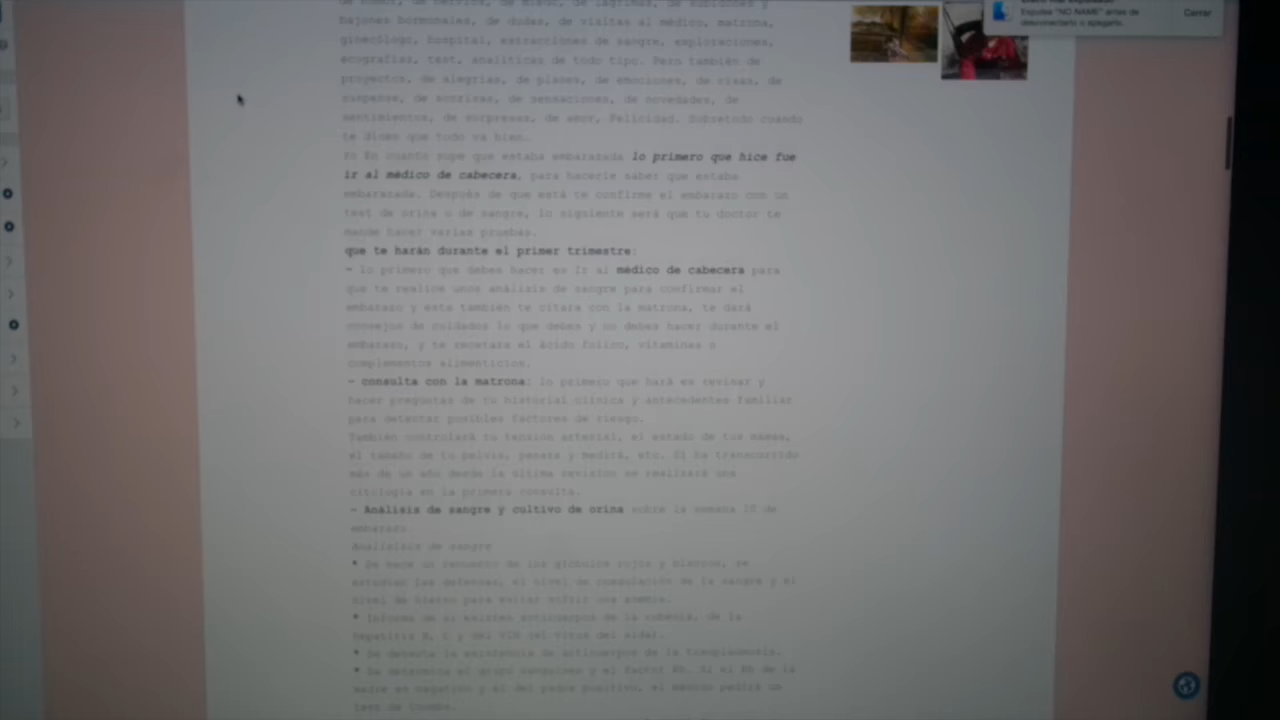 bajones hormonales, de dudas, de visitas al médico, matrona,
ginecólogo, hospital, extracciones de sangre, exploraciones,
ecografías, test, analíticas de todo tipo. Pero también de
proyectos, de alegrías, de planes, de emociones, de risas, de
suspense, de sonrisas, de sensaciones, de novedades, de
sentimientos, de sorpresas, de amor, Felicidad. Sobretodo cuando
te dicen que todo va bien.
Yo En cuanto supe que estaba embarazada lo primero que hice fue
ir al médico de cabecera, para hacerle saber que estaba
embarazada. Después de que está te confirme el embarazo con un
test de orina o de sangre, lo siguiente será que tu doctor te
mande hacer varias pruebas.
que te harán durante el primer trimestre:
- lo primero que debes hacer es Ir al médico de cabecera para
que te realice unos análisis de sangre para confirmar el
embarazo y esta también te citara con la matrona, te dará
consejos de cuidados lo que debes y no debes hacer durante el
embarazo, y te recetara el ácido fólico, vitaminas o
complementos alimenticios.
- consulta con la matrona: lo primero que hará es revisar y
hacer preguntas de tu historial clínica y antecedentes familiar
para detectar posibles factores de riesgo.
También controlará tu tensión arterial, el estado de tus mamas,
el tamaño de tu pelvis, pesara y medirá, etc. Si ha transcurrido
más de un año desde la última revisión se realizará una
citología en la primera consulta.
- Análisis de sangre y cultivo de orina sobre la semana 10 de
embarazo.
Analisisis de sangre
* Se hace un recuento de los glóbulos rojos y blancos, se
estudian las defensas, el nivel de coagulación de la sangre y el
nivel de hierro para evitar sufrir una anemia.
* Informa de si existen anticuerpos de la rubeola, de la
hepatitis B, C y del VIH (el virus del sida).
* Se detecta la existencia de anticuerpos de la toxoplasmosis.
* Se determina el grupo sanguíneo y el factor Rh. Si el Rh de la
madre es negativo y el del padre positivo, el médico pedirá un
test de Coombs.
Expulsa "NO NAME" antes de
desconectarlo o apagarlo.
Cerrar